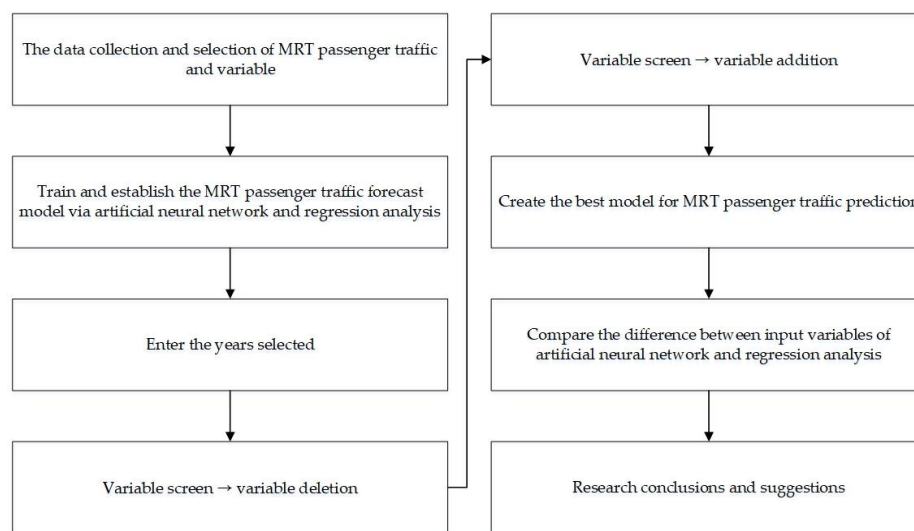 The data collection and selection of MRT passenger traffic
and variable
Train and establish the MRT passenger traffic forecast
model via artificial neural network and regression analysis
Enter the years selected
Variable screen → variable deletion
Variable screen → variable addition
Create the best model for MRT passenger traffic prediction
Compare the difference between input variables of
artificial neural network and regression analysis
Research conclusions and suggestions